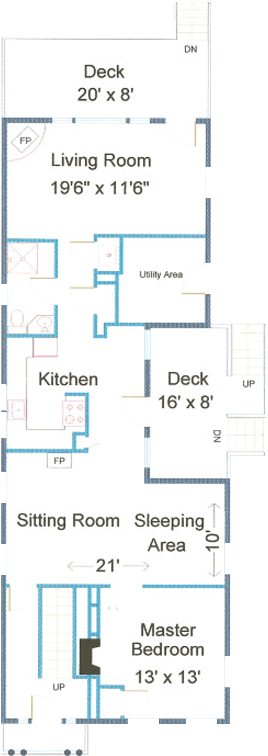 DN
Deck
20' x 8'
FP
Living Room
19'6" x 11'6"
Utility Area
Kitchen
Deck
16' x 8'
UP
DN
FP
Sitting Room
Sleeping
Area
10'
21'
Master
Bedroom
13' x 13'
UP